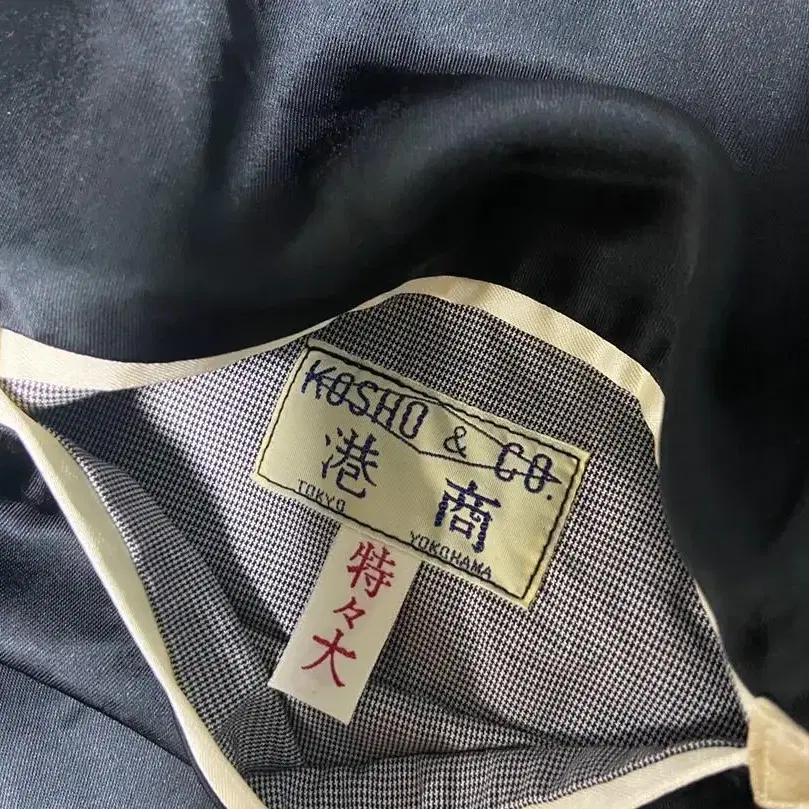 KOSHO & CO.
港商
TOKYO YOKOHAMA
特々大